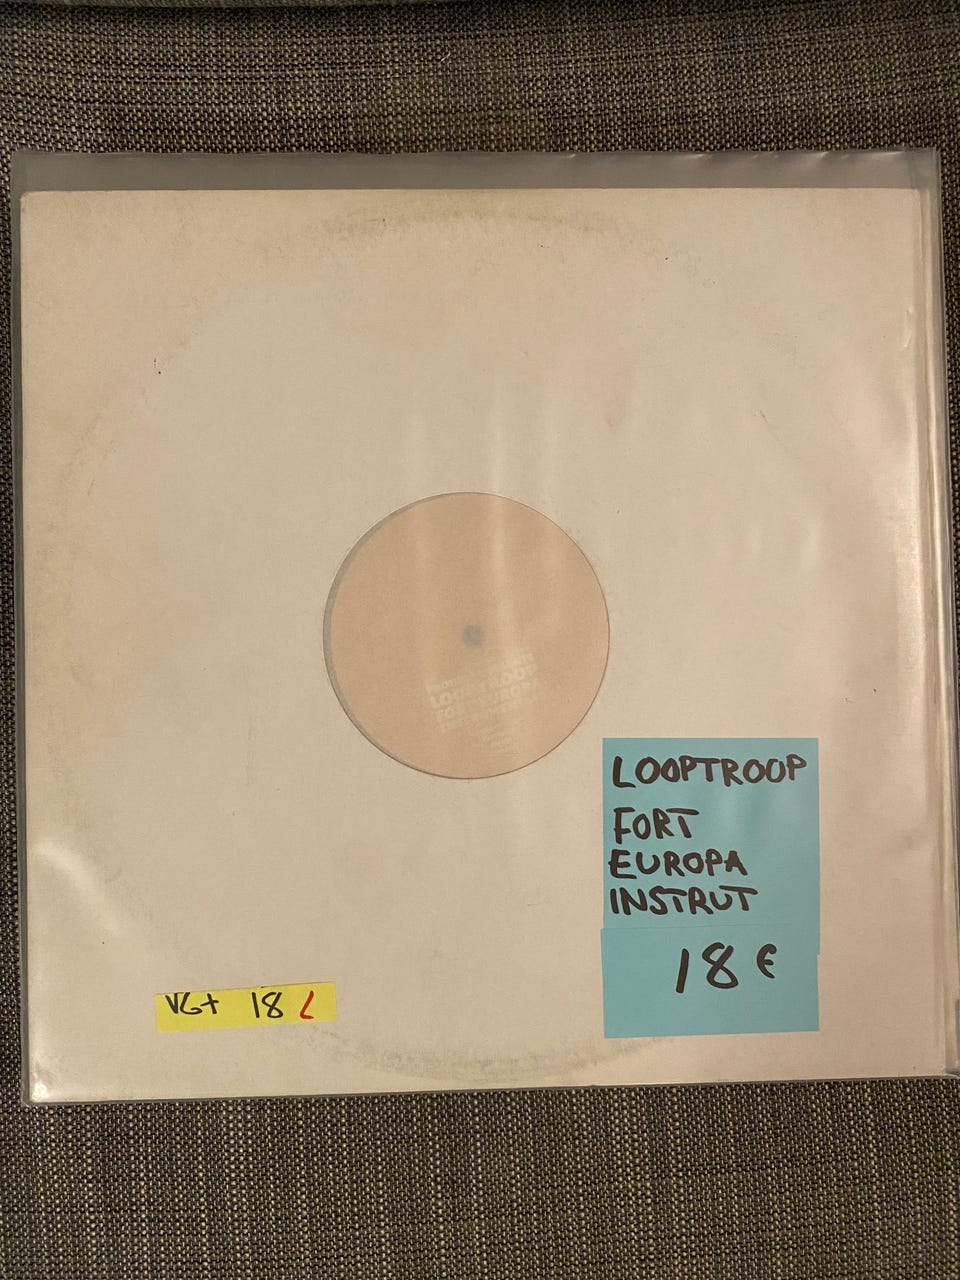 LOOPTROOP
FORT
EUROPA
INSTRUT
18 €
VG+ 18 L